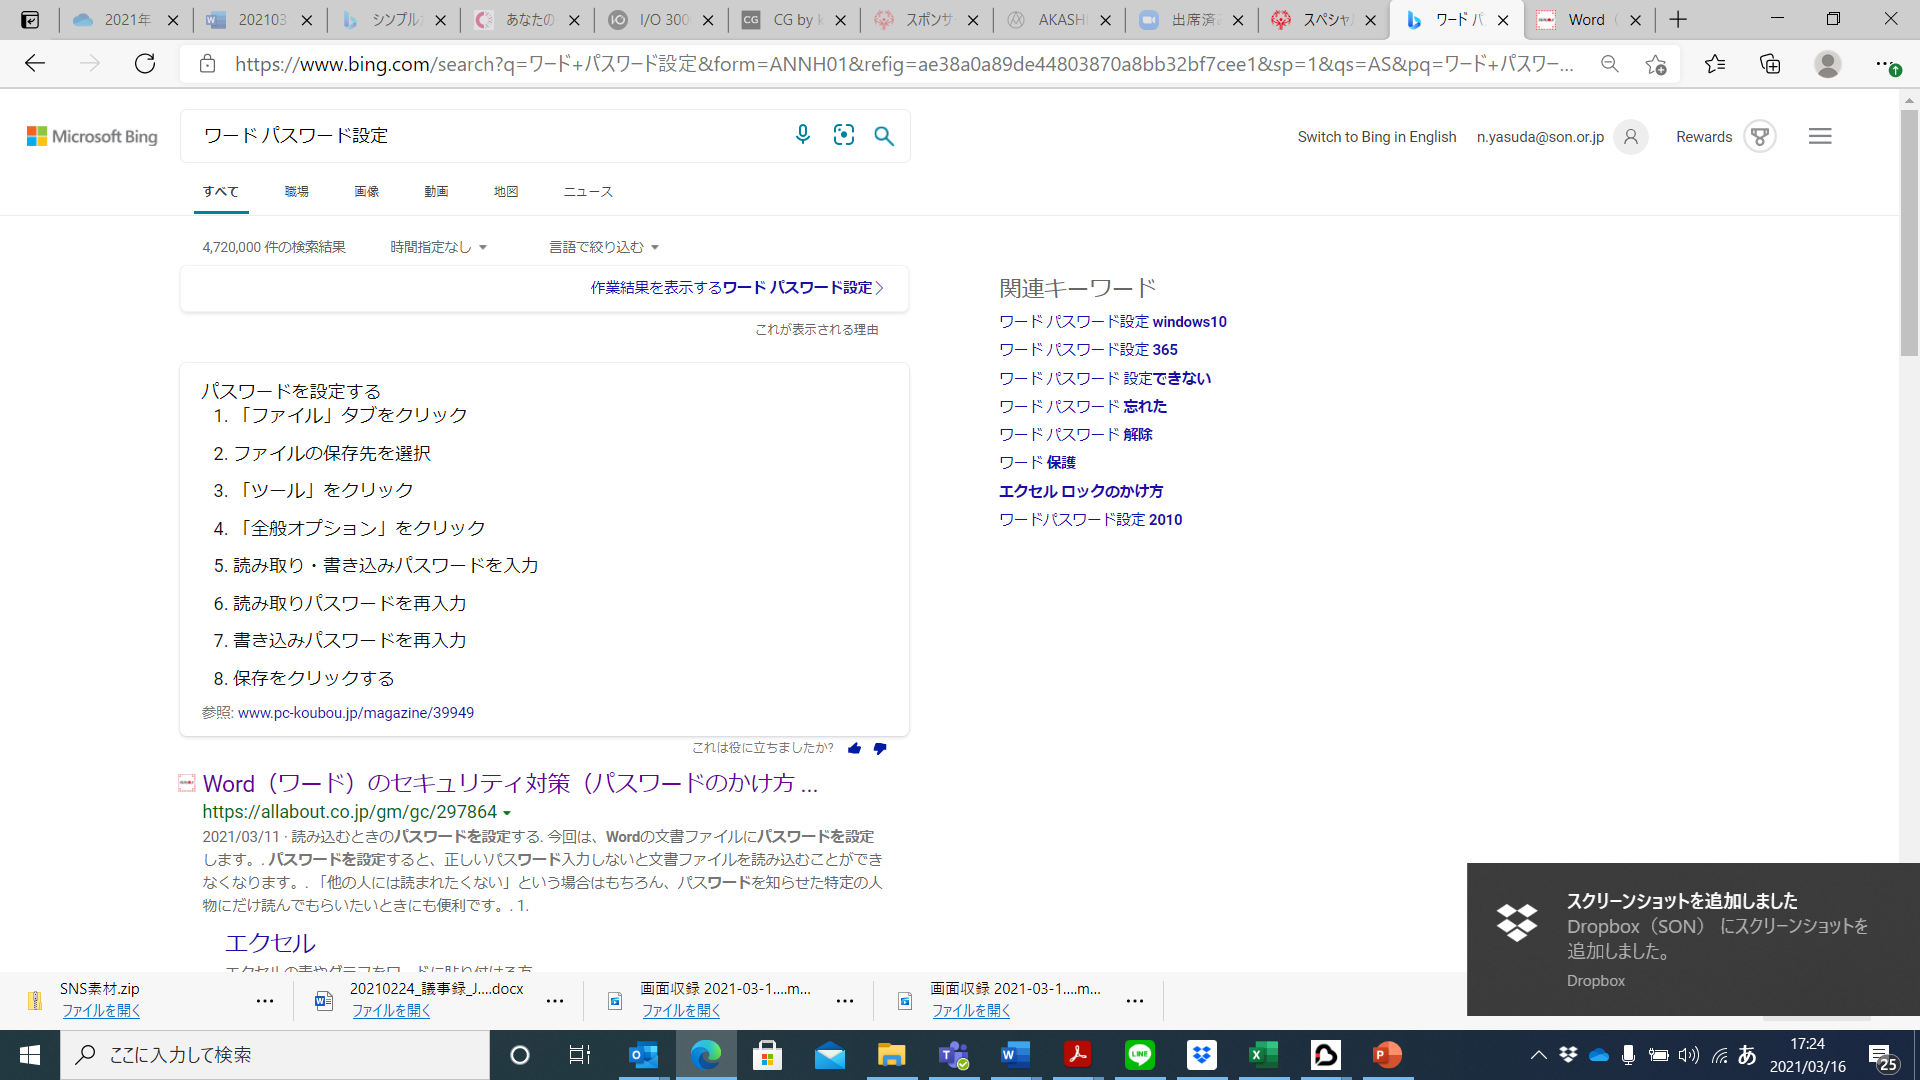 2021年
202103
シンプル
あなたの
I/O 300
CG by k
スポンサー
AKASHI
出席済
スペシャル
ワード パ
Word
https://www.bing.com/search?q=ワード+パスワード設定&form=ANNH01&refig=ae38a0a89de44803870a8bb32bf7cee1&sp=1&qs=AS&pq=ワード+パスワー...
Microsoft Bing
ワード パスワード設定
Switch to Bing in English
n.yasuda@son.or.jp
Rewards
すべて
職場
画像
動画
地図
ニュース
4,720,000 件の検索結果
時間指定なし
言語で絞り込む
作業結果を表示するワード パスワード設定
これが表示される理由
パスワードを設定する
1. 「ファイル」タブをクリック
2. ファイルの保存先を選択
3. 「ツール」をクリック
4. 「全般オプション」をクリック
5. 読み取り・書き込みパスワードを入力
6. 読み取りパスワードを再入力
7. 書き込みパスワードを再入力
8. 保存をクリックする
参照: www.pc-koubou.jp/magazine/39949
これは役に立ちましたか?
関連キーワード
ワード パスワード設定 windows10
ワード パスワード設定 365
ワード パスワード 設定できない
ワード パスワード 忘れた
ワード パスワード 解除
ワード 保護
エクセル ロックのかけ方
ワードパスワード設定 2010
Word（ワード）のセキュリティ対策（パスワードのかけ方 ...
https://allabout.co.jp/gm/gc/297864
2021/03/11 · 読み込むときのパスワードを設定する. 今回は、Wordの文書ファイルにパスワードを設定
します。. パスワードを設定すると、正しいパスワード入力しないと文書ファイルを読み込むことができ
なくなります。. 「他の人には読まれたくない」という場合はもちろん、パスワードを知らせた特定の人
物にだけ読んでもらいたいときにも便利です。. 1.
エクセル
エクセルの表やグラフをワードに貼り付ける方
スクリーンショットを追加しました
Dropbox（SON） にスクリーンショットを
追加しました。
Dropbox
SNS素材.zip
ファイルを開く
20210224_議事録_J....docx
ファイルを開く
画面収録 2021-03-1....m...
ファイルを開く
画面収録 2021-03-1....m...
ファイルを開く
ここに入力して検索
あ
17:24
2021/03/16
25